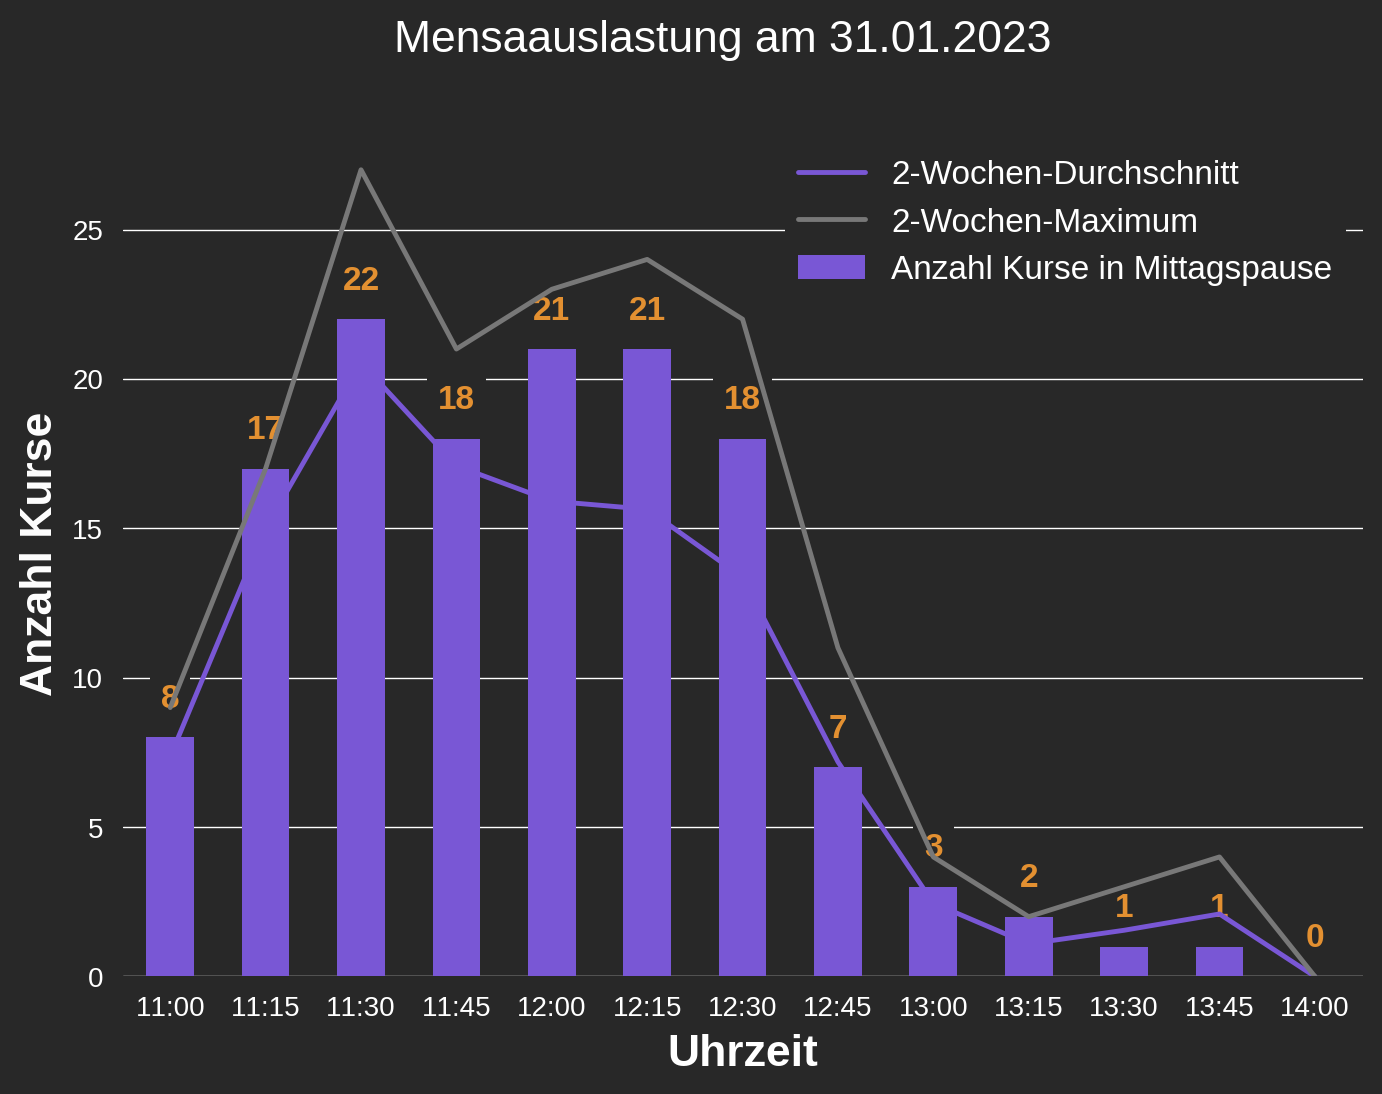 Mensaauslastung am 31.01.2023
2-Wochen-Durchschnitt
2-Wochen-Maximum
Anzahl Kurse in Mittagspause
Anzahl Kurse
25
20
15
10
5
0
8
17
22
18
21
21
18
7
3
2
1
1
0
11:00 11:15 11:30 11:45 12:00 12:15 12:30 12:45 13:00 13:15 13:30 13:45 14:00
Uhrzeit